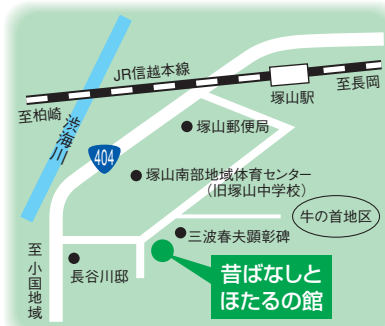 JR信越本線
至長岡
塚山駅
至柏崎
渋海川
塚山郵便局
404
塚山南部地域体育センター
(旧塚山中学校)
牛の首地区
三波春夫顕彰碑
至小国地域
長谷川邸
昔ばなしと
ほたるの館